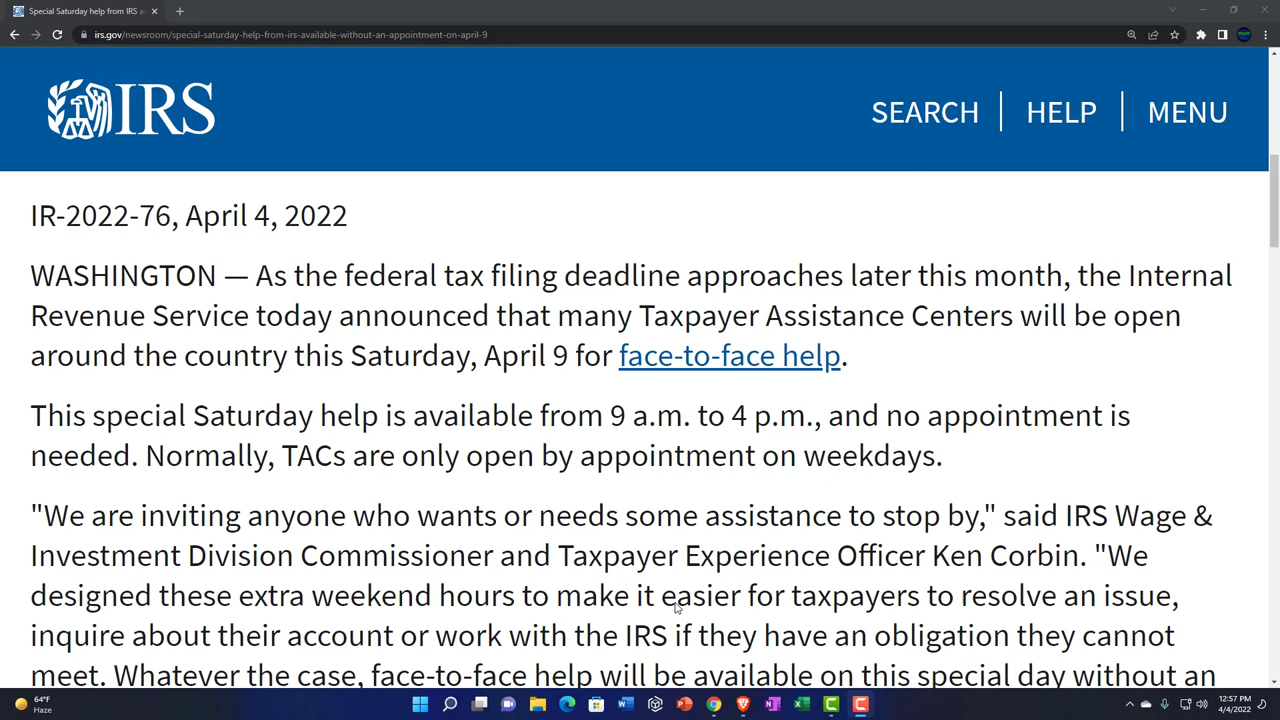 Special Saturday help from IRS a
irs.gov/newsroom/special-saturday-help-from-irs-available-without-an-appointment-on-april-9
IRS
SEARCH
HELP
MENU
IR-2022-76, April 4, 2022
WASHINGTON — As the federal tax filing deadline approaches later this month, the Internal
Revenue Service today announced that many Taxpayer Assistance Centers will be open
around the country this Saturday, April 9 for face-to-face help.
This special Saturday help is available from 9 a.m. to 4 p.m., and no appointment is
needed. Normally, TACs are only open by appointment on weekdays.
"We are inviting anyone who wants or needs some assistance to stop by," said IRS Wage &
Investment Division Commissioner and Taxpayer Experience Officer Ken Corbin. "We
designed these extra weekend hours to make it easier for taxpayers to resolve an issue,
inquire about their account or work with the IRS if they have an obligation they cannot
meet. Whatever the case, face-to-face help will be available on this special day without an
64°F
Haze
12:57 PM
4/4/2022